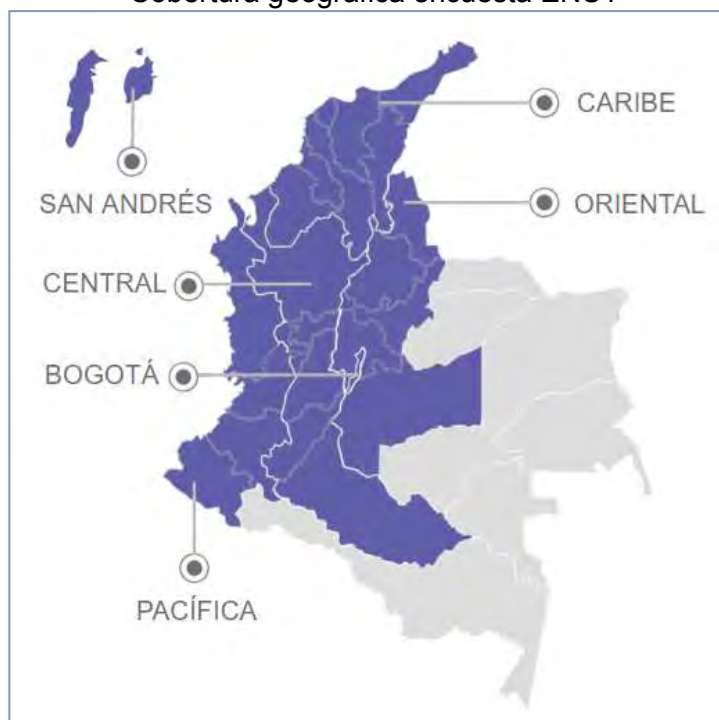 Cobertura geográfica encuesta ENUT
CARIBE
SAN ANDRÉS
ORIENTAL
CENTRAL
BOGOTÁ
PACÍFICA